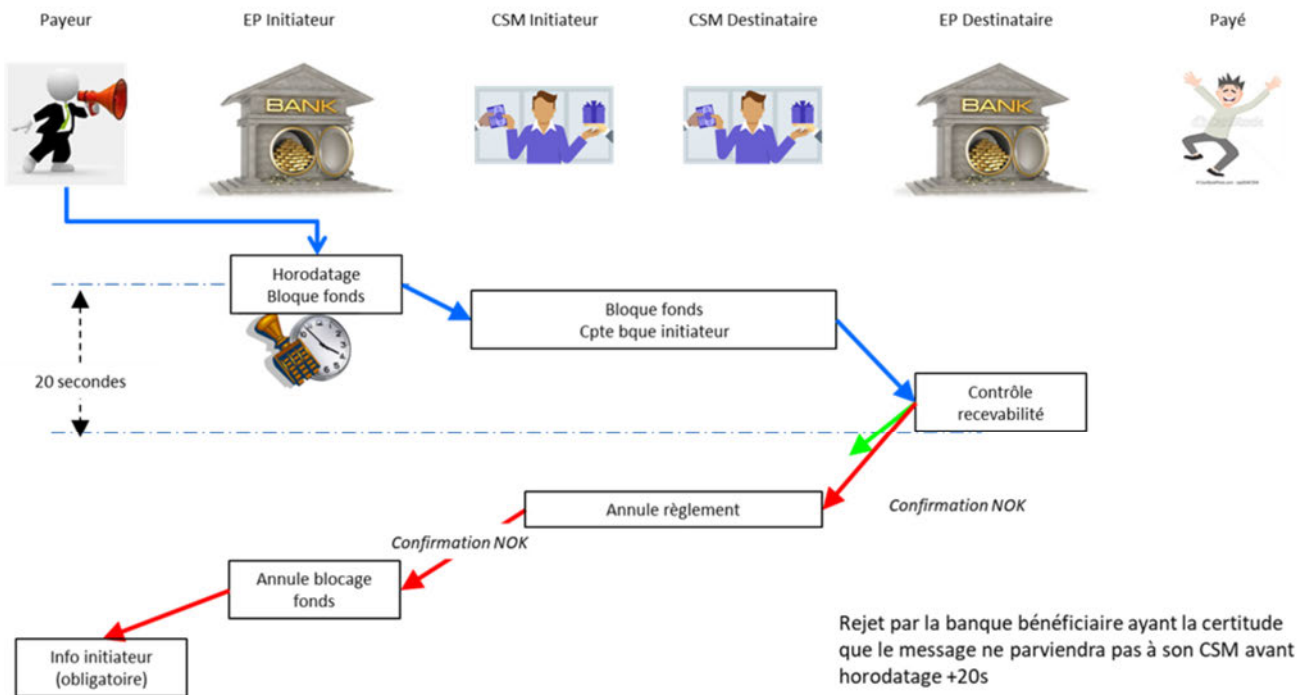 Payeur
EP Initiateur
CSM Initiateur
CSM Destinataire
EP Destinataire
Payé
BANK
BANK
Horodatage
Bloque fonds
Bloque fonds
Cpte bque initiateur
20 secondes
Contrôle
recevabilité
Annule règlement
Confirmation NOK
Confirmation NOK
Annule blocage
fonds
Info initiateur
(obligatoire)
Rejet par la banque bénéficiaire ayant la certitude
que le message ne parviendra pas à son CSM avant
horodatage +20s